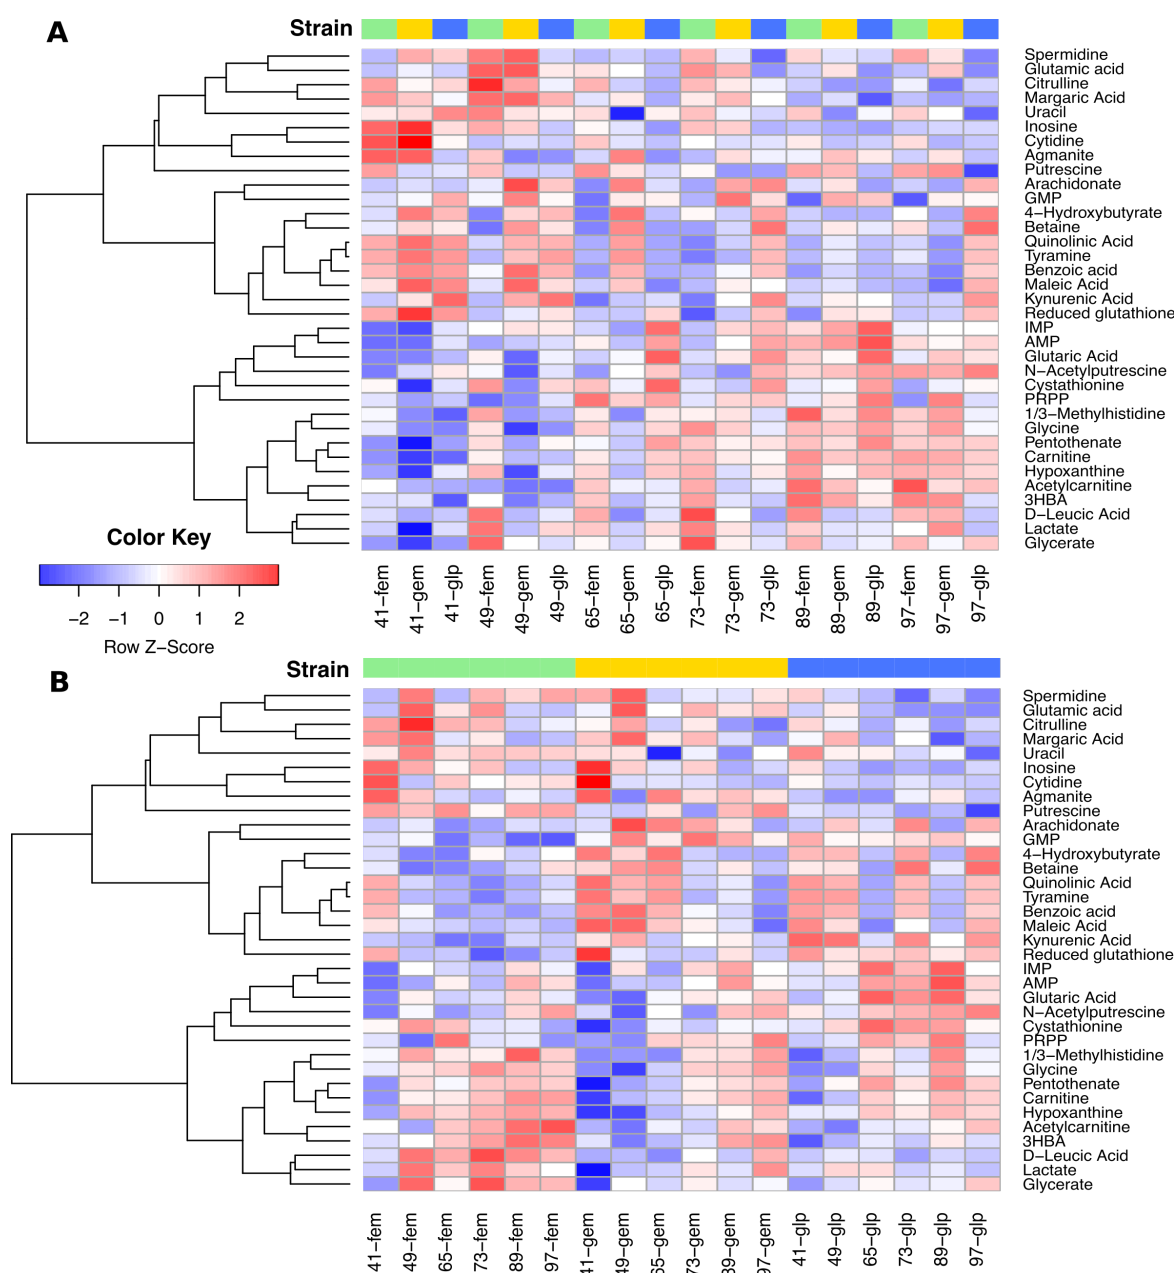 A
Strain
Spermidine
Glutamic acid
Citrulline
Margaric Acid
Uracil
Inosine
Cytidine
Agmanite
Putrescine
Arachidonate
GMP
4−Hydroxybutyrate
Betaine
Quinolinic Acid
Tyramine
Benzoic acid
Maleic Acid
Kynurenic Acid
Reduced glutathione
IMP
AMP
Glutaric Acid
N−Acetylputrescine
Cystathionine
PRPP
1/3−Methylhistidine
Glycine
Pentothenate
Carnitine
Hypoxanthine
Acetylcarnitine
3HBA
D−Leucic Acid
Lactate
Glycerate
41−fem
41−gem
41−glp
49−fem
49−gem
49−glp
65−fem
65−gem
65−glp
73−fem
73−gem
73−glp
89−fem
89−gem
89−glp
97−fem
97−gem
97−glp
Color Key
−2 −1 0 1 2
Row Z−Score
B
Strain
Spermidine
Glutamic acid
Citrulline
Margaric Acid
Uracil
Inosine
Cytidine
Agmanite
Putrescine
Arachidonate
GMP
4−Hydroxybutyrate
Betaine
Quinolinic Acid
Tyramine
Benzoic acid
Maleic Acid
Kynurenic Acid
Reduced glutathione
IMP
AMP
Glutaric Acid
N−Acetylputrescine
Cystathionine
PRPP
1/3−Methylhistidine
Glycine
Pentothenate
Carnitine
Hypoxanthine
Acetylcarnitine
3HBA
D−Leucic Acid
Lactate
Glycerate
41−fem
49−fem
65−fem
73−fem
89−fem
97−fem
41−gem
49−gem
65−gem
73−gem
89−gem
97−gem
41−glp
49−glp
65−glp
73−glp
89−glp
97−glp